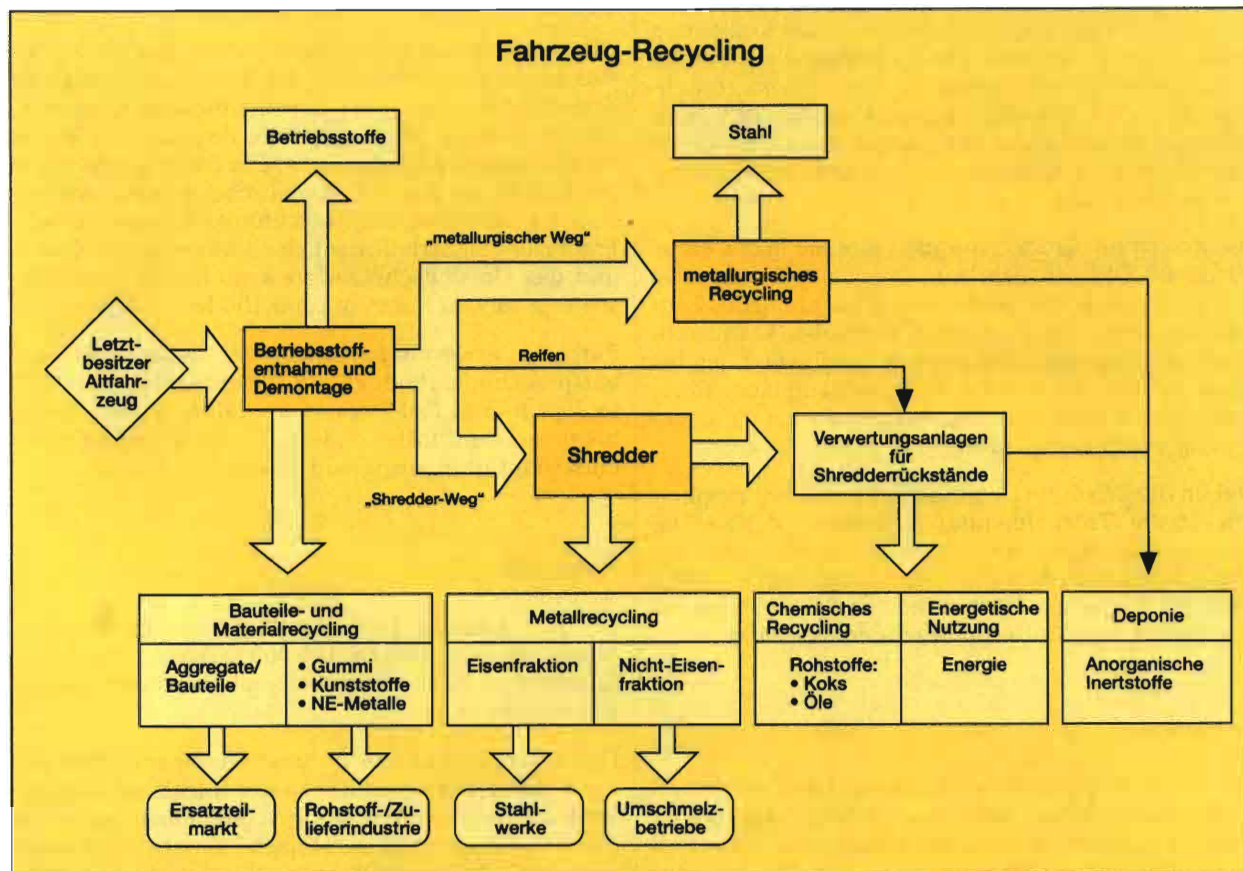 Fahrzeug-Recycling
Betriebsstoffe
Stahl
„metallurgischer Weg“
metallurgisches
Recycling
Letzt-
besitzer
Altfahr-
zeug
Betriebsstoff-
entnahme und
Demontage
Reifen
Shredder
Verwertungsanlagen
für
Shredderrückstände
„Shredder-Weg“
Bauteile- und
Materialrecycling
Aggregate/
Bauteile
• Gummi
• Kunststoffe
• NE-Metalle
Metallrecycling
Eisenfraktion
Nicht-Eisen-
fraktion
Chemisches
Recycling
Rohstoffe:
• Koks
• Öle
Energetische
Nutzung
Energie
Deponie
Anorganische
Inertstoffe
Ersatzteil-
markt
Rohstoff-/Zu-
lieferindustrie
Stahl-
werke
Umschmelz-
betriebe